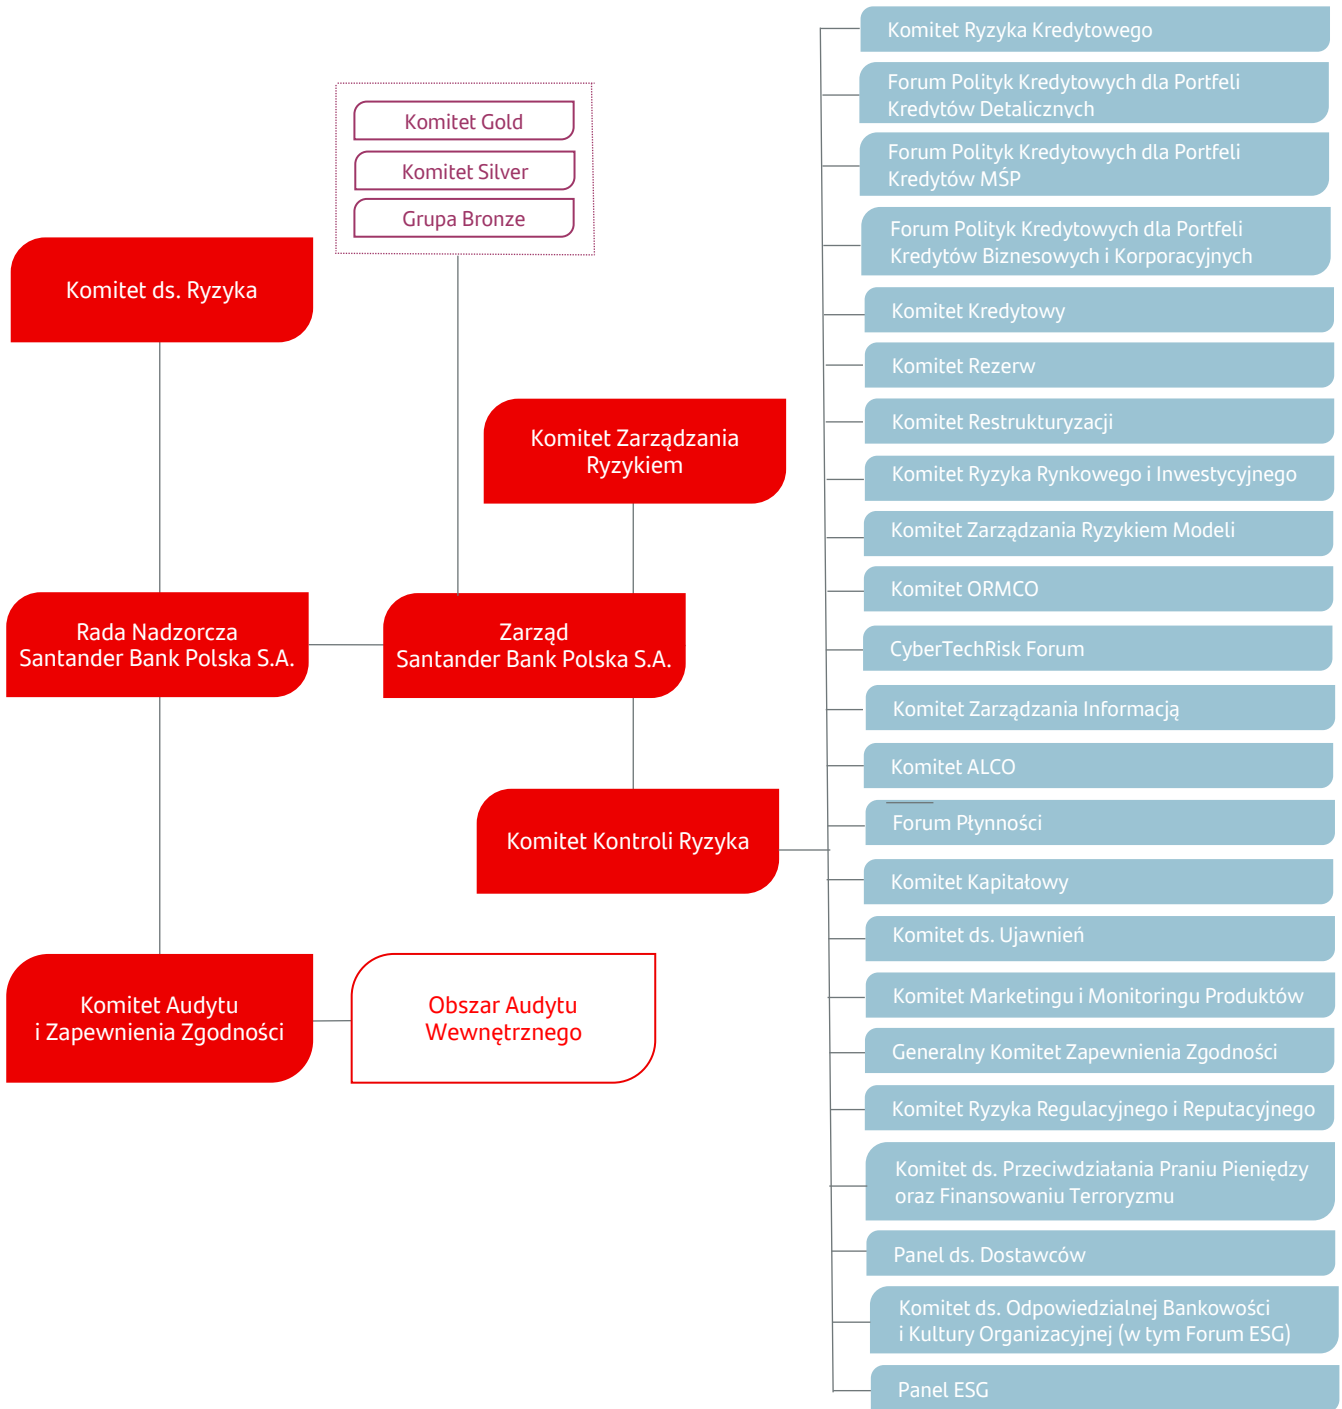 Komitet Gold
Komitet Silver
Grupa Bronze
Komitet ds. Ryzyka
Komitet Zarządzania
Ryzykiem
Rada Nadzorcza
Santander Bank Polska S.A.
Zarząd
Santander Bank Polska S.A.
Komitet Kontroli Ryzyka
Komitet Audytu
i Zapewnienia Zgodności
Obszar Audytu
Wewnętrznego
Komitet Ryzyka Kredytowego
Forum Polityk Kredytowych dla Portfeli
Kredytów Detalicznych
Forum Polityk Kredytowych dla Portfeli
Kredytów MŚP
Forum Polityk Kredytowych dla Portfeli
Kredytów Biznesowych i Korporacyjnych
Komitet Kredytowy
Komitet Rezerw
Komitet Restrukturyzacji
Komitet Ryzyka Rynkowego i Inwestycyjnego
Komitet Zarządzania Ryzykiem Modeli
Komitet ORMCO
CyberTechRisk Forum
Komitet Zarządzania Informacją
Komitet ALCO
Forum Płynności
Komitet Kapitałowy
Komitet ds. Ujawnień
Komitet Marketingu i Monitoringu Produktów
Generalny Komitet Zapewnienia Zgodności
Komitet Ryzyka Regulacyjnego i Reputacyjnego
Komitet ds. Przeciwdziałania Praniu Pieniędzy
oraz Finansowaniu Terroryzmu
Panel ds. Dostawców
Komitet ds. Odpowiedzialnej Bankowości
i Kultury Organizacyjnej (w tym Forum ESG)
Panel ESG